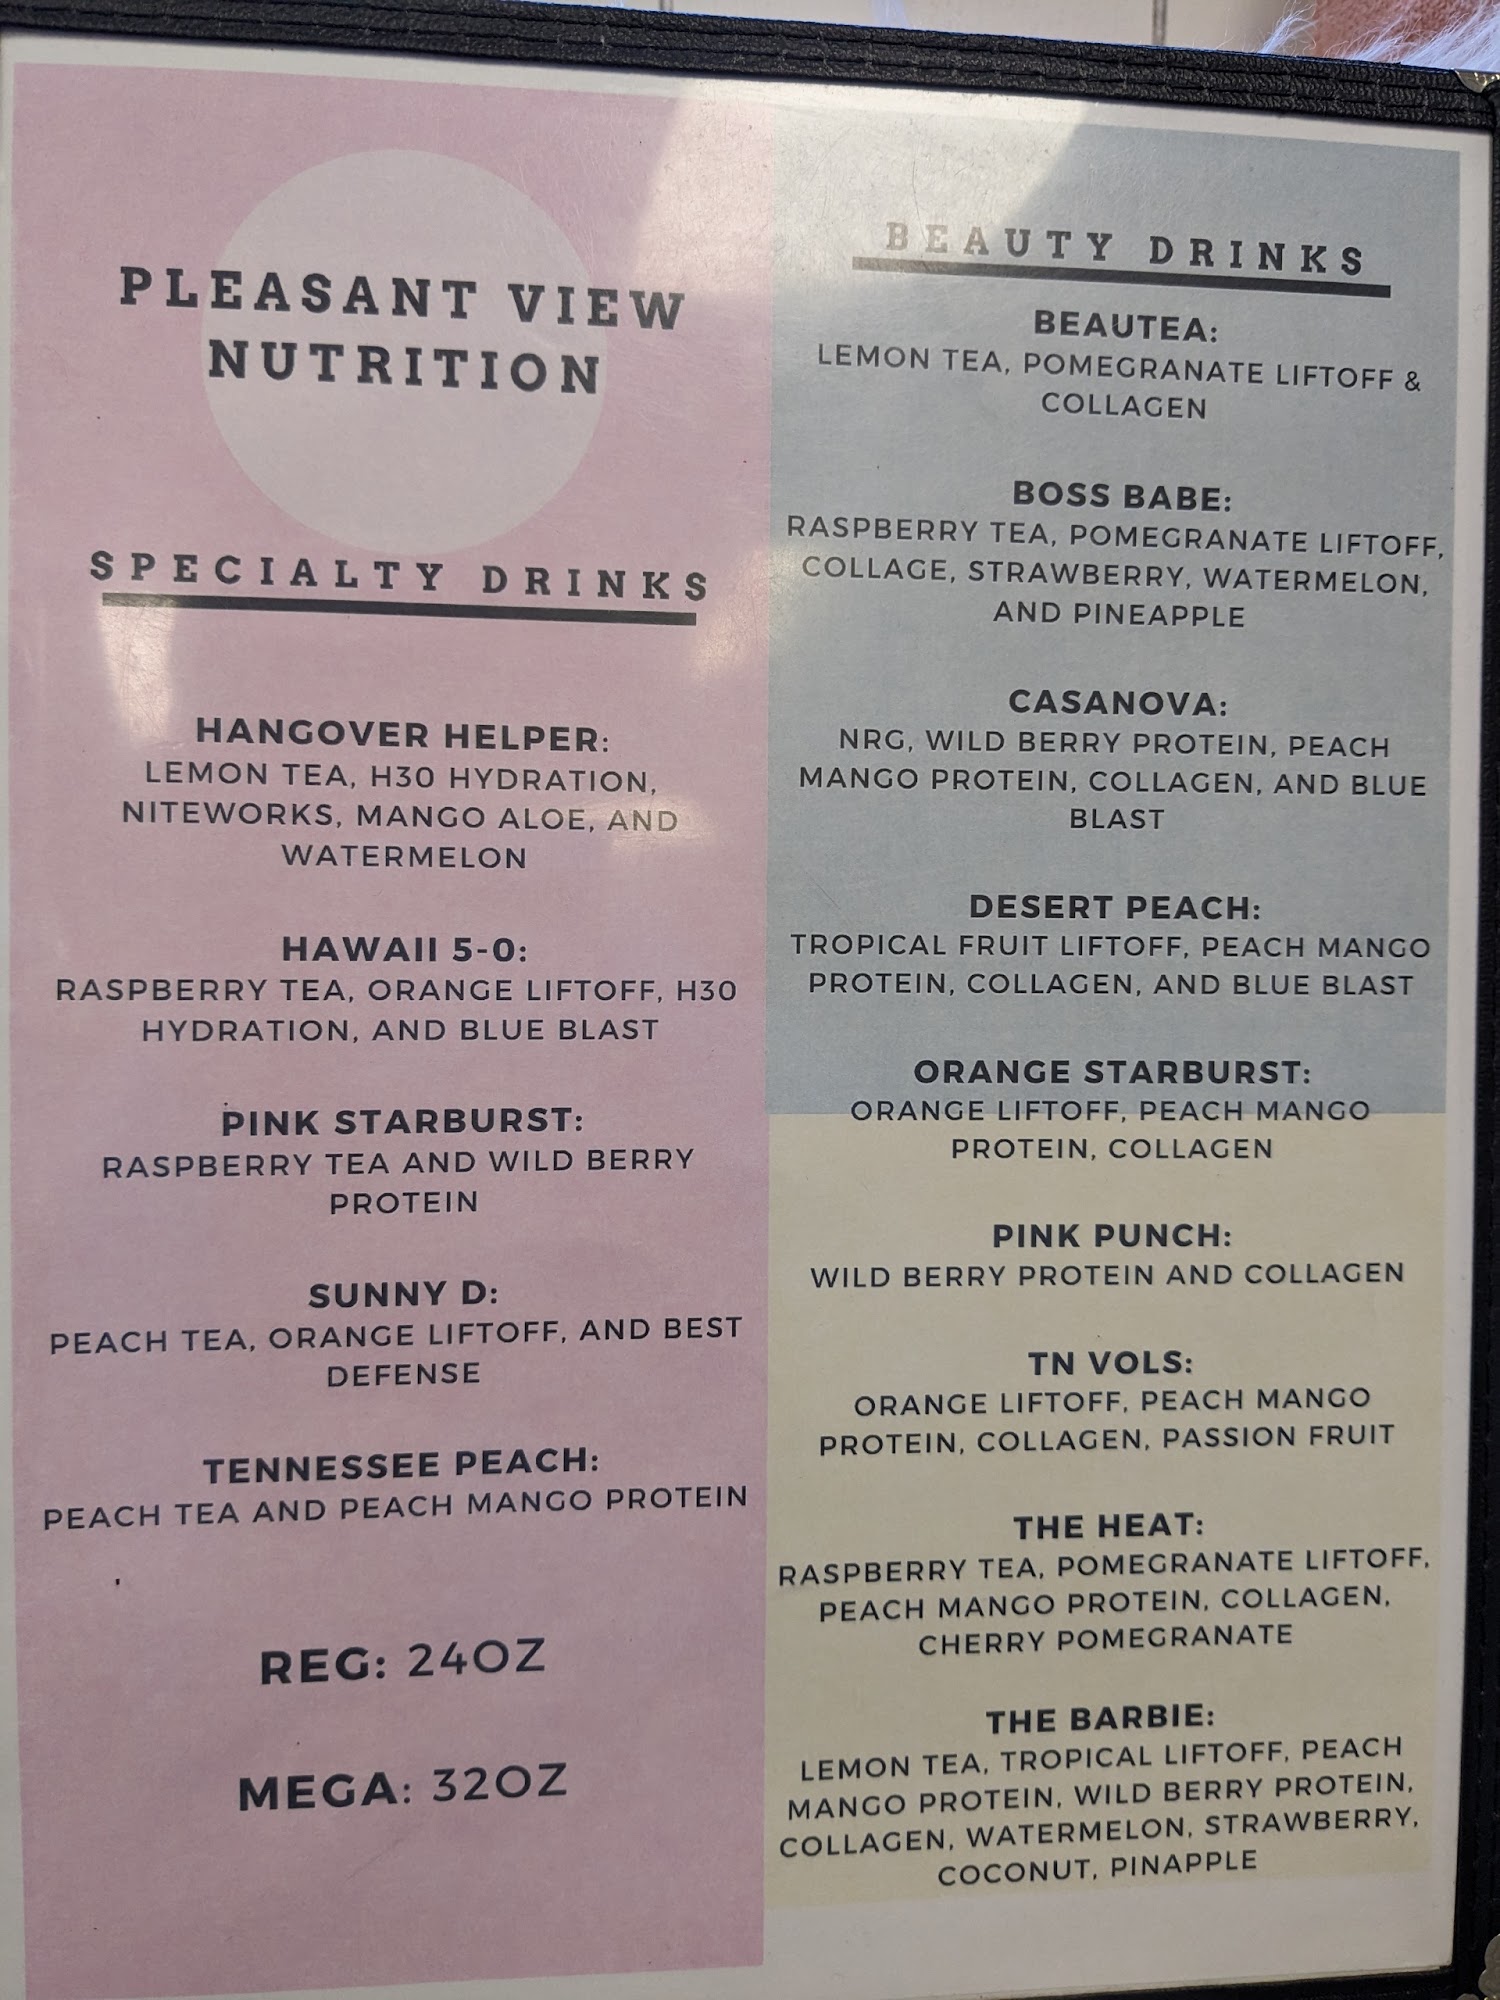 PLEASANT VIEW
NUTRITION
SPECIALTY DRINKS
HANGOVER HELPER:
LEMON TEA, H30 HYDRATION,
NITEWORKS, MANGO ALOE, AND
WATERMELON
HAWAII 5-0:
RASPBERRY TEA, ORANGE LIFTOFF, H30
HYDRATION, AND BLUE BLAST
PINK STARBURST:
RASPBERRY TEA AND WILD BERRY
PROTEIN
SUNNY D:
PEACH TEA, ORANGE LIFTOFF, AND BEST
DEFENSE
TENNESSEE PEACH:
PEACH TEA AND PEACH MANGO PROTEIN
REG: 24OZ
MEGA: 32OZ
BEAUTY DRINKS
BEAUTEA:
LEMON TEA, POMEGRANATE LIFTOFF &
COLLAGEN
BOSS BABE:
RASPBERRY TEA, POMEGRANATE LIFTOFF,
COLLAGE, STRAWBERRY, WATERMELON,
AND PINEAPPLE
CASANOVA:
NRG, WILD BERRY PROTEIN, PEACH
MANGO PROTEIN, COLLAGEN, AND BLUE
BLAST
DESERT PEACH:
TROPICAL FRUIT LIFTOFF, PEACH MANGO
PROTEIN, COLLAGEN, AND BLUE BLAST
ORANGE STARBURST:
ORANGE LIFTOFF, PEACH MANGO
PROTEIN, COLLAGEN
PINK PUNCH:
WILD BERRY PROTEIN AND COLLAGEN
TN VOLS:
ORANGE LIFTOFF, PEACH MANGO
PROTEIN, COLLAGEN, PASSION FRUIT
THE HEAT:
RASPBERRY TEA, POMEGRANATE LIFTOFF,
PEACH MANGO PROTEIN, COLLAGEN,
CHERRY POMEGRANATE
THE BARBIE:
LEMON TEA, TROPICAL LIFTOFF, PEACH
MANGO PROTEIN, WILD BERRY PROTEIN,
COLLAGEN, WATERMELON, STRAWBERRY,
COCONUT, PINAPPLE